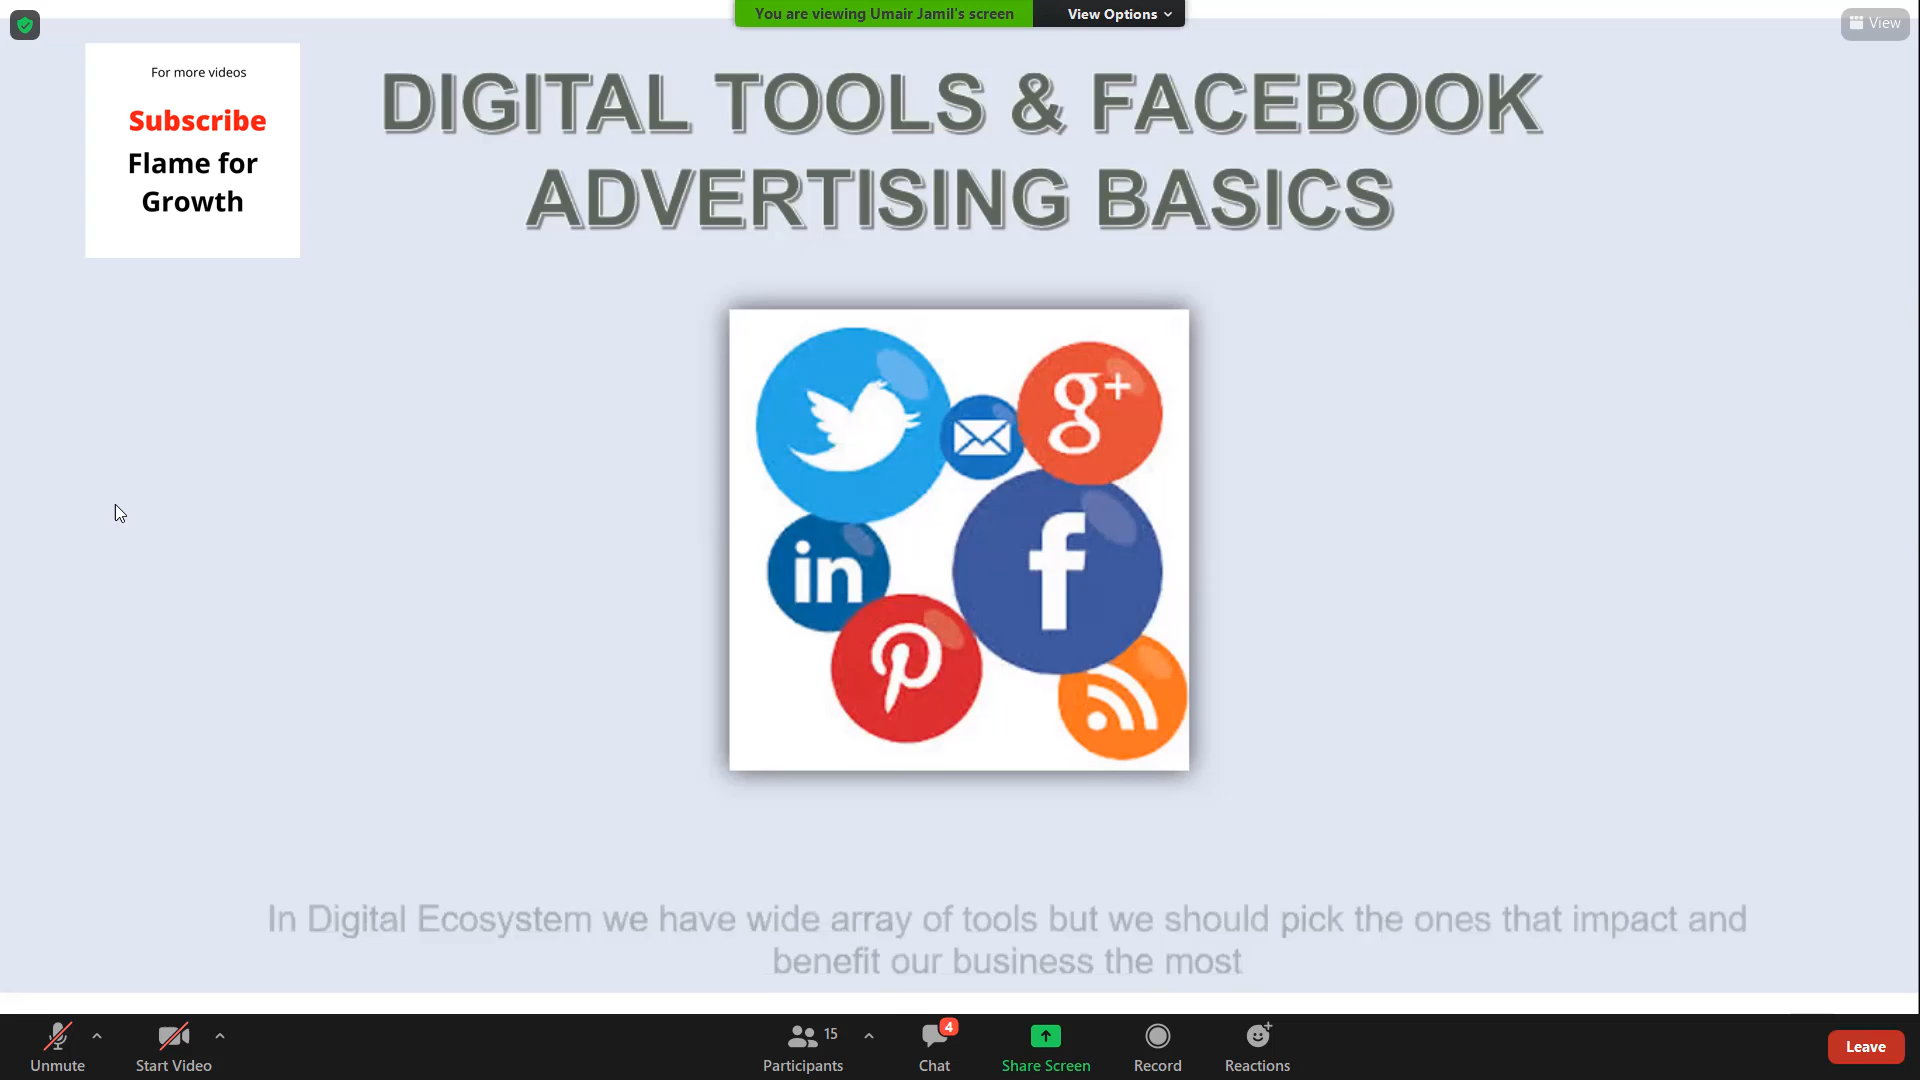 You are viewing Umair Jamil's screen
View Options
View
For more videos
Subscribe
Flame for
Growth
DIGITAL TOOLS & FACEBOOK
ADVERTISING BASICS
g+
in
f
In Digital Ecosystem we have wide array of tools but we should pick the ones that impact and
benefit our business the most
Unmute
Start Video
15
Participants
4
Chat
Share Screen
Record
Reactions
Leave